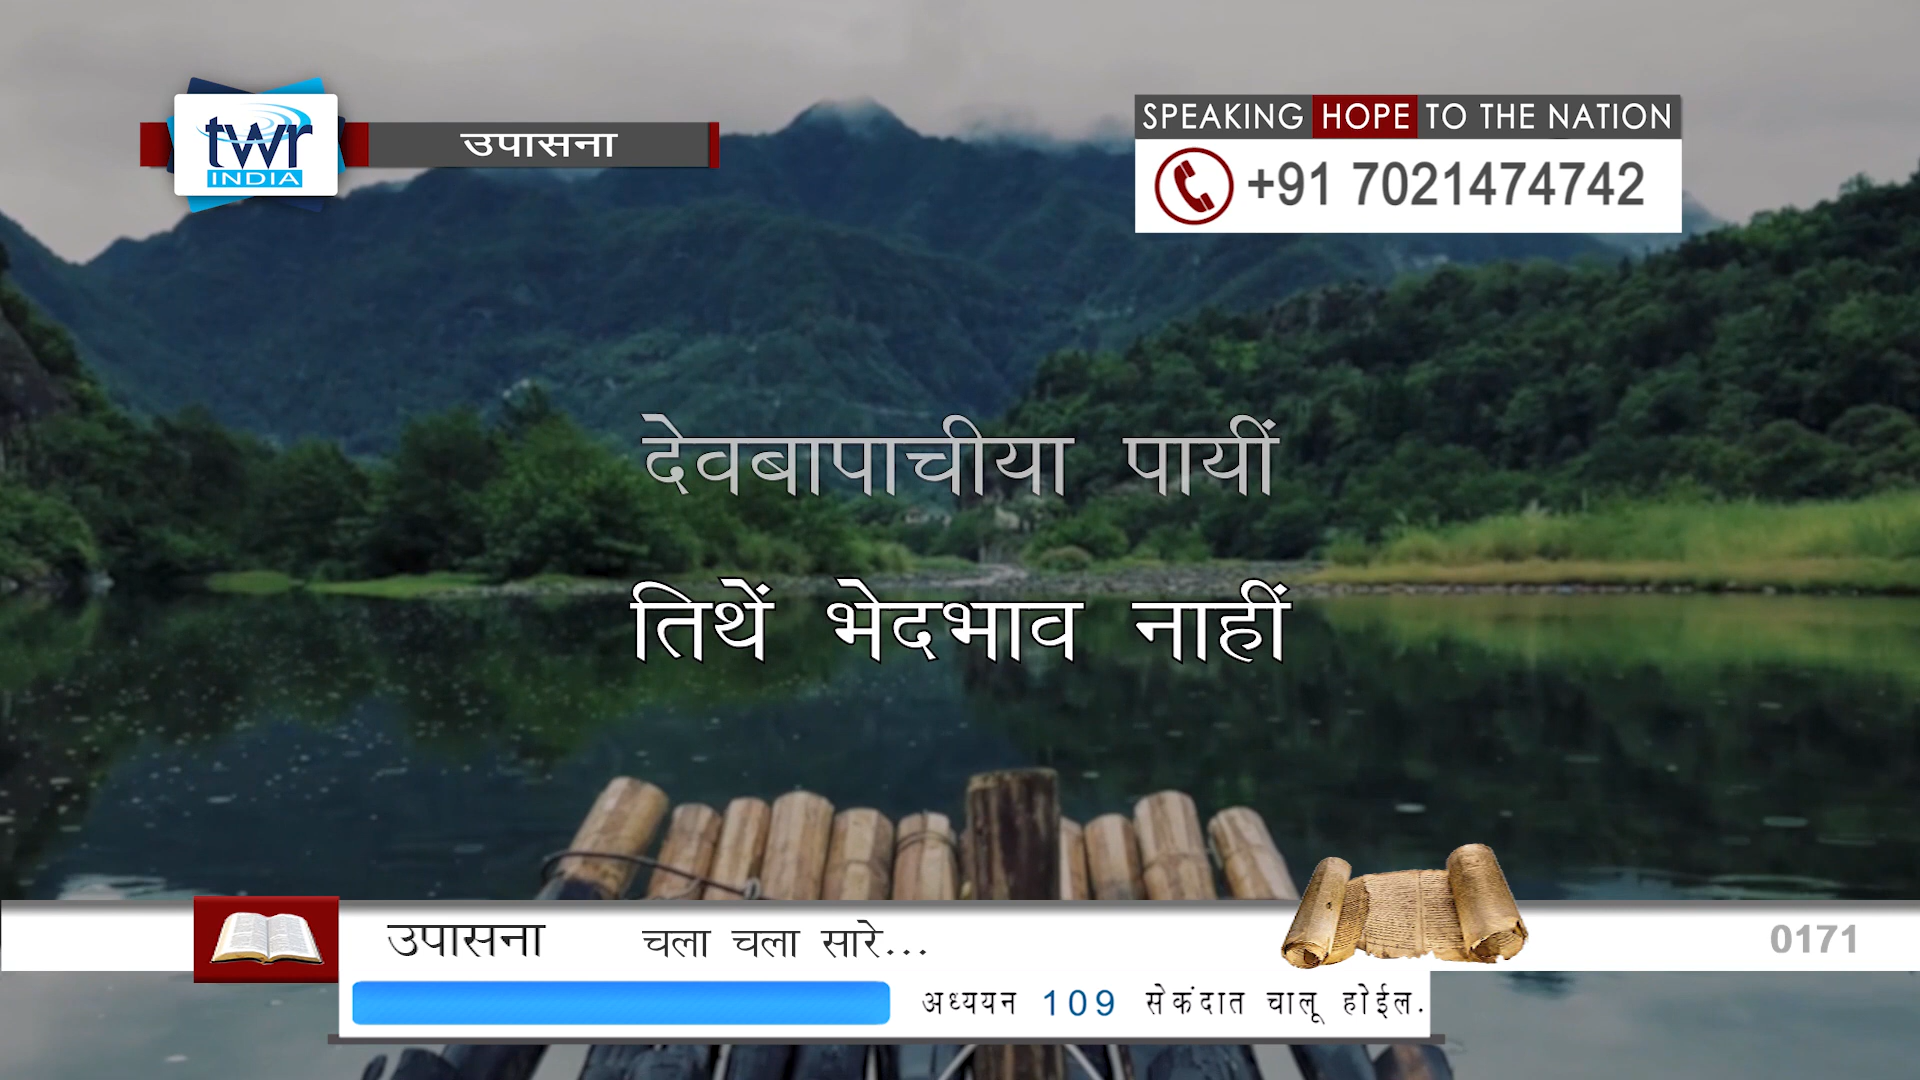 twr
INDIA
उपासना
SPEAKING HOPE TO THE NATION
+91 7021474742
देवबापाचीया पायीं
तिथें भेदभाव नाहीं
उपासना
चला चला सारे...
0171
अध्ययन 109 सेकंदात चालू होईल.